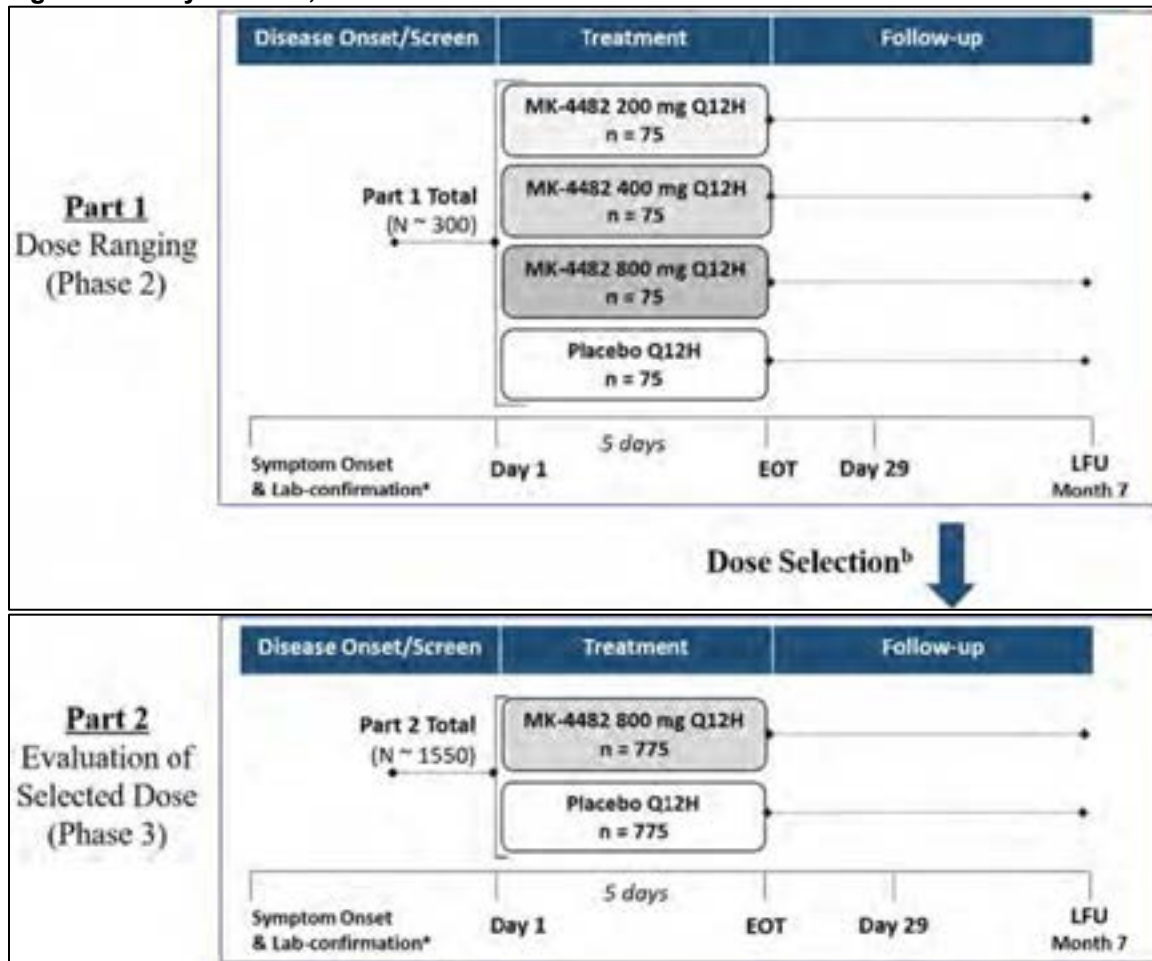 Disease Onset/Screen
Treatment
Follow-up
MK-4482 200 mg Q12H
n = 75
MK-4482 400 mg Q12H
n = 75
Part 1 Total
(N ~ 300)
Part 1
Dose Ranging
(Phase 2)
MK-4482 800 mg Q12H
n = 75
Placebo Q12H
n = 75
5 days
Symptom Onset
& Lab-confirmation*
Day 1
EOT
Day 29
LFU
Month 7
Dose Selectionᵇ
Disease Onset/Screen
Treatment
Follow-up
Part 2
Evaluation of
Selected Dose
(Phase 3)
Part 2 Total
(N ~ 1550)
MK-4482 800 mg Q12H
n = 775
Placebo Q12H
n = 775
5 days
Symptom Onset
& Lab-confirmation*
Day 1
EOT
Day 29
LFU
Month 7